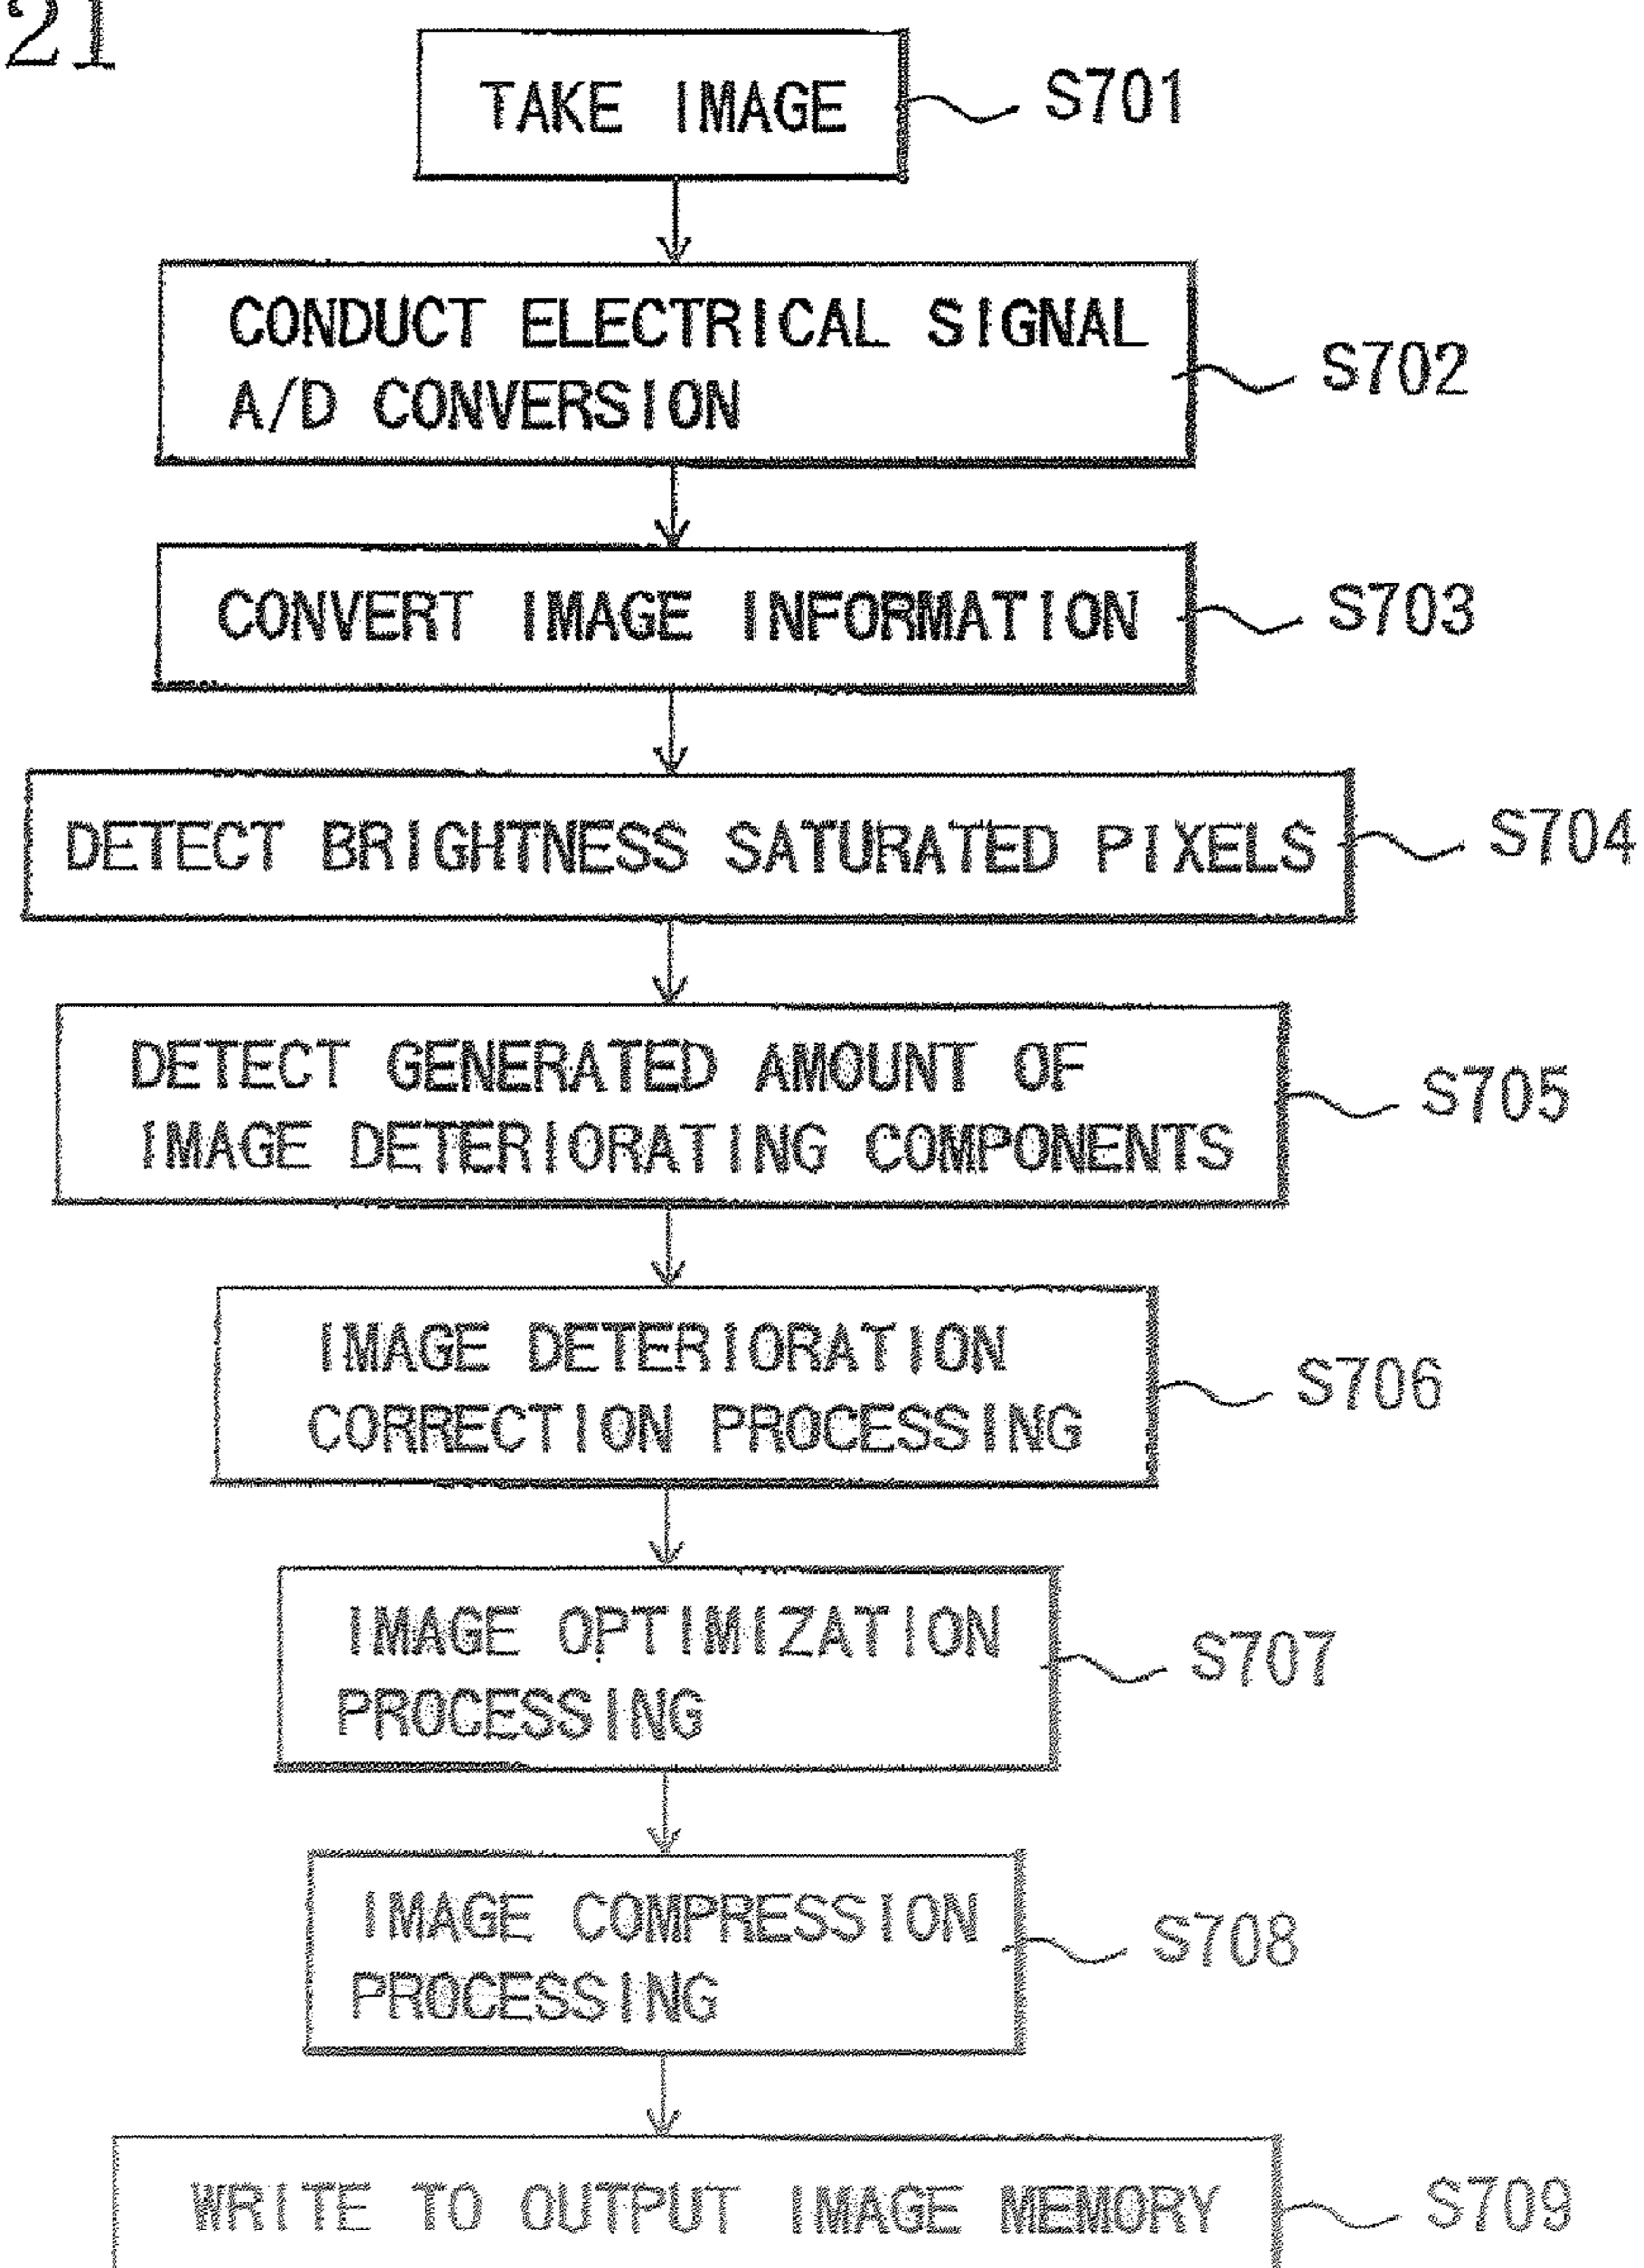 21
TAKE IMAGE
S701
CONDUCT ELECTRICAL SIGNAL
A/D CONVERSION
S702
CONVERT IMAGE INFORMATION
S703
DETECT BRIGHTNESS SATURATED PIXELS
S704
DETECT GENERATED AMOUNT OF
IMAGE DETERIORATING COMPONENTS
S705
IMAGE DETERIORATION
CORRECTION PROCESSING
S706
IMAGE OPTIMIZATION
PROCESSING
S707
IMAGE COMPRESSION
PROCESSING
S708
WRITE TO OUTPUT IMAGE MEMORY
S709